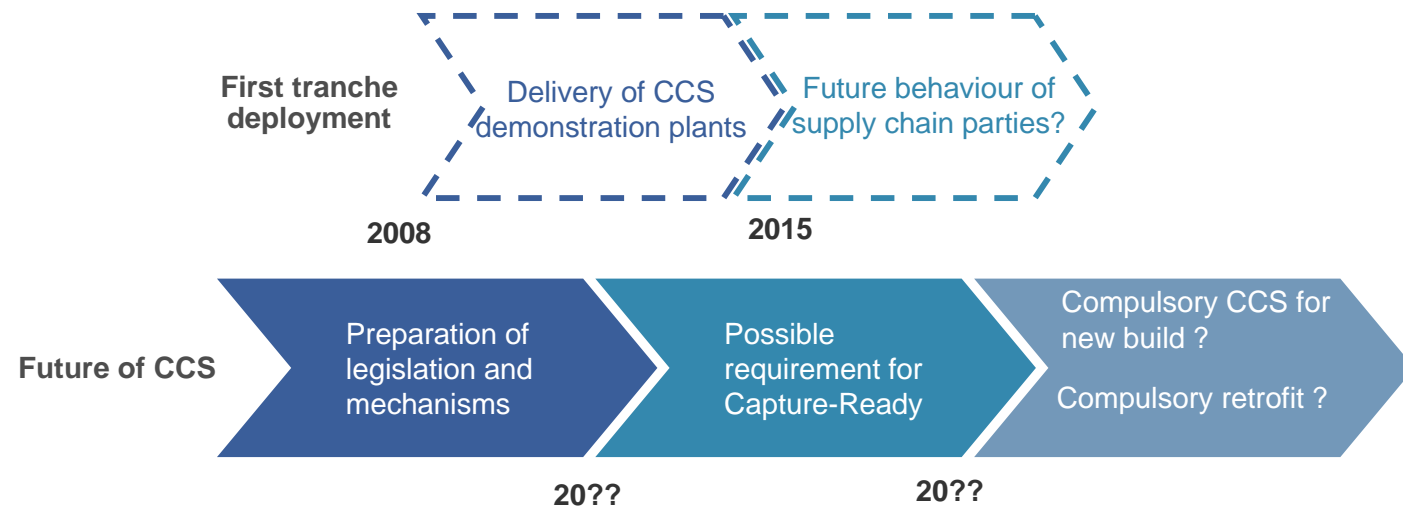 First tranche
deployment
Delivery of CCS
demonstration plants
Future behaviour of
supply chain parties?
2008
2015
Future of CCS
Preparation of
legislation and
mechanisms
Possible
requirement for
Capture-Ready
Compulsory CCS for
new build ?
Compulsory retrofit ?
20??
20??